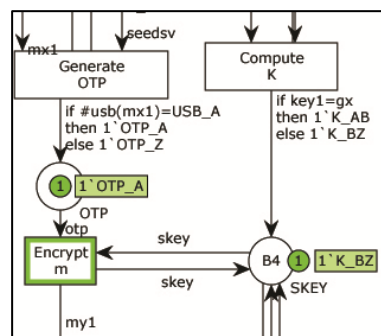 mx1
seedsv
Generate
OTP
Compute
K
if #usb(mx1)=USB_A
then 1`OTP_A
else 1`OTP_Z
if key1=gx
then 1`K_AB
else 1`K_BZ
1
1`OTP_A
OTP
otp
Encrypt
m
skey
skey
B4
1
1`K_BZ
SKEY
my1